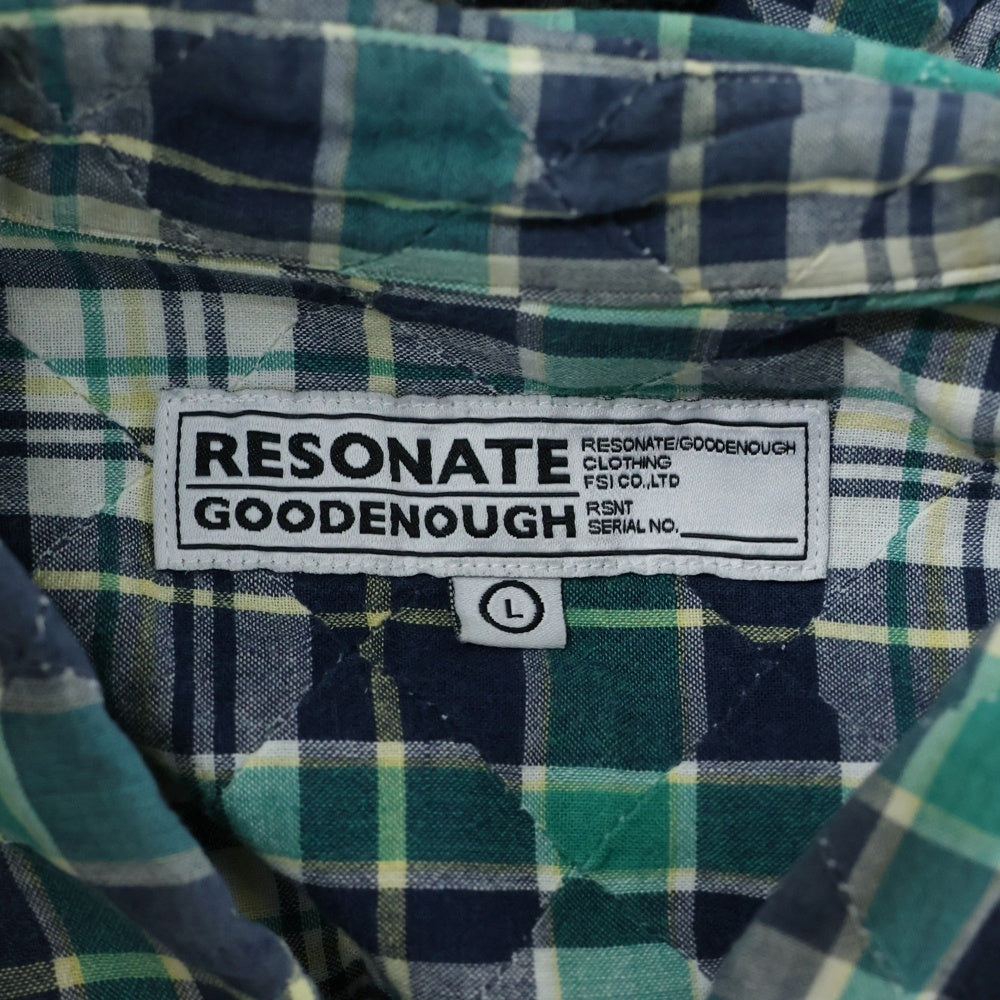 RESONATE
GOODENOUGH
RESONATE/GOODENOUGH
CLOTHING
FSI CO.,LTD
RSNT
SERIAL NO.
L